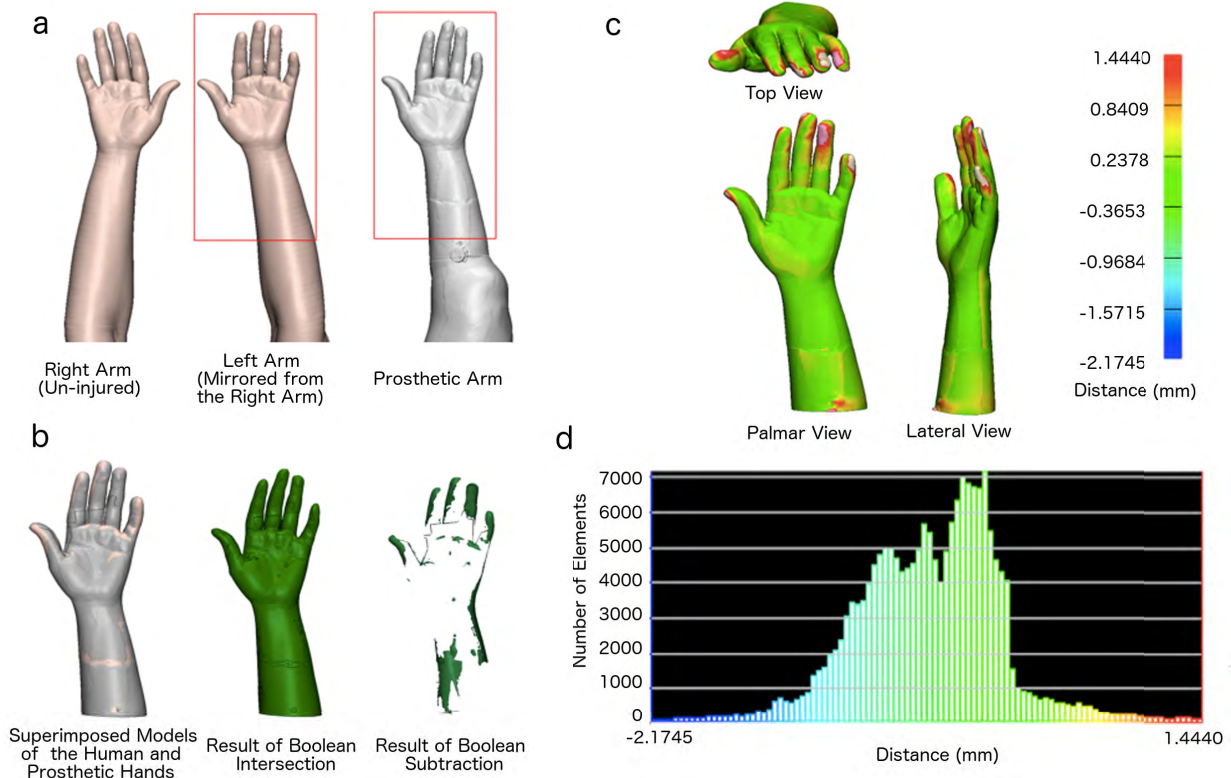 a
Right Arm
(Un-injured)
Left Arm
(Mirrored from
the Right Arm)
Prosthetic Arm
b
Superimposed Models
of the Human and
Prosthetic Hands
Result of Boolean
Intersection
Result of Boolean
Subtraction
c
Top View
Palmar View
Lateral View
1.4440
0.8409
0.2378
-0.3653
-0.9684
-1.5715
-2.1745
Distance (mm)
d
Number of Elements
7000
6000
5000
4000
3000
2000
1000
0
-2.1745
1.4440
Distance (mm)